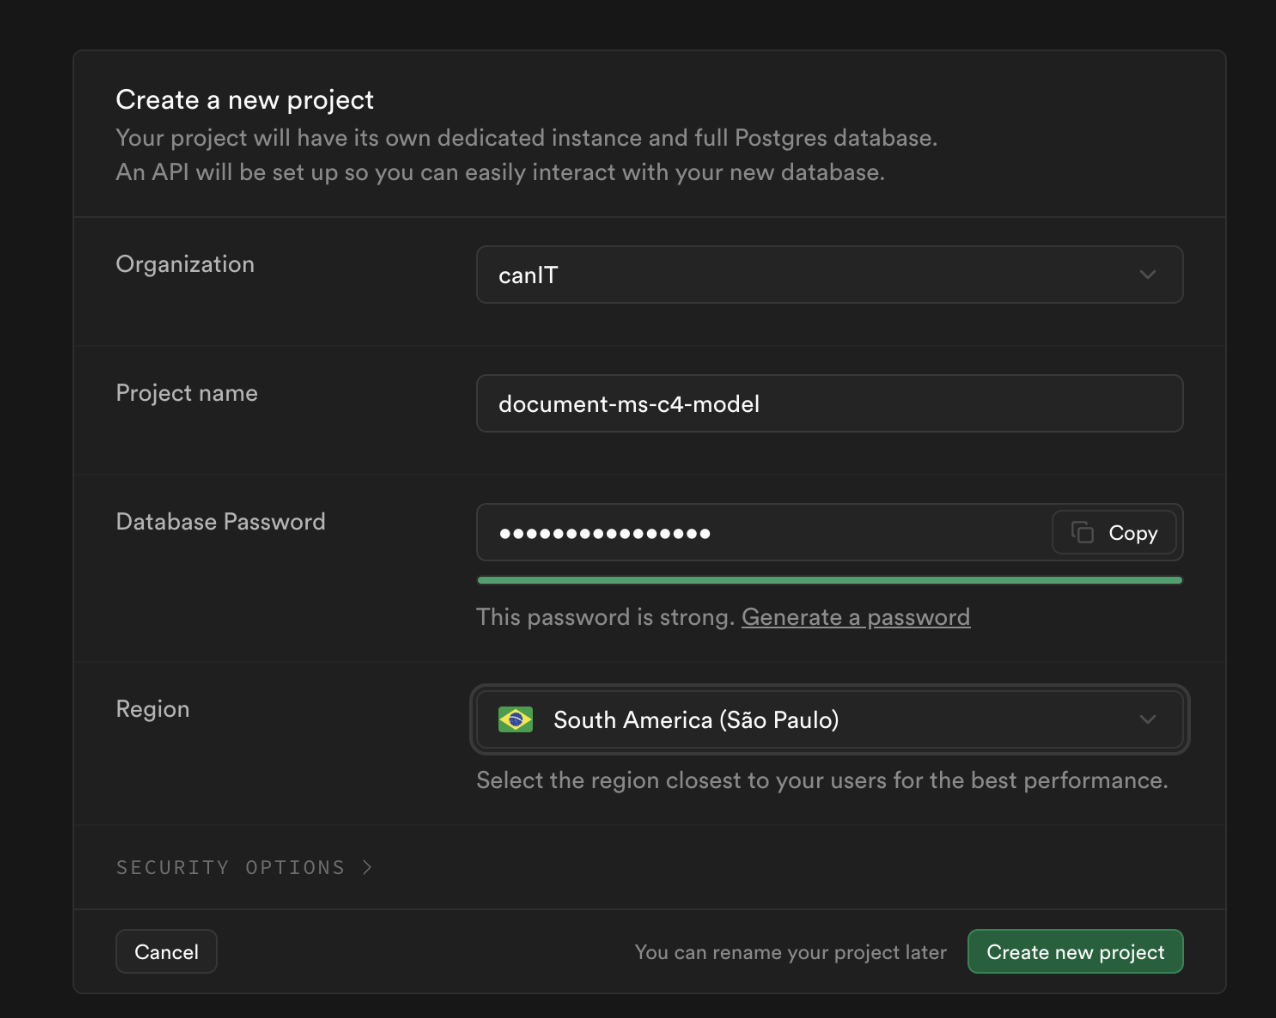 Create a new project
Your project will have its own dedicated instance and full Postgres database.
An API will be set up so you can easily interact with your new database.
Organization
canIT
Project name
document-ms-c4-model
Database Password
••••••••••••••••
Copy
This password is strong. Generate a password
Region
South America (São Paulo)
Select the region closest to your users for the best performance.
SECURITY OPTIONS >
Cancel
You can rename your project later
Create new project